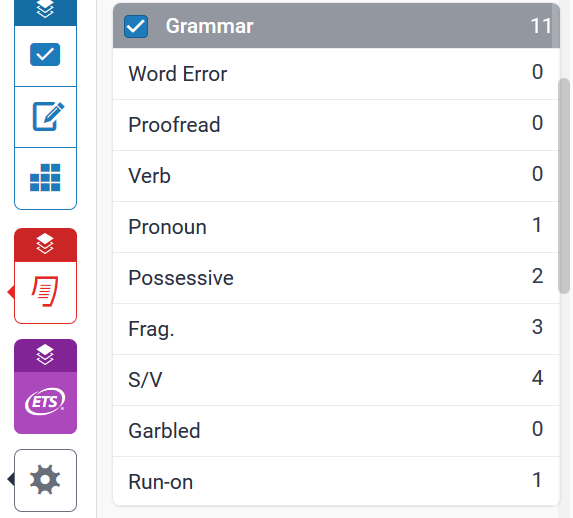 Grammar 11
Word Error 0
Proofread 0
Verb 0
Pronoun 1
Possessive 2
Frag. 3
S/V 4
Garbled 0
Run-on 1
ETS